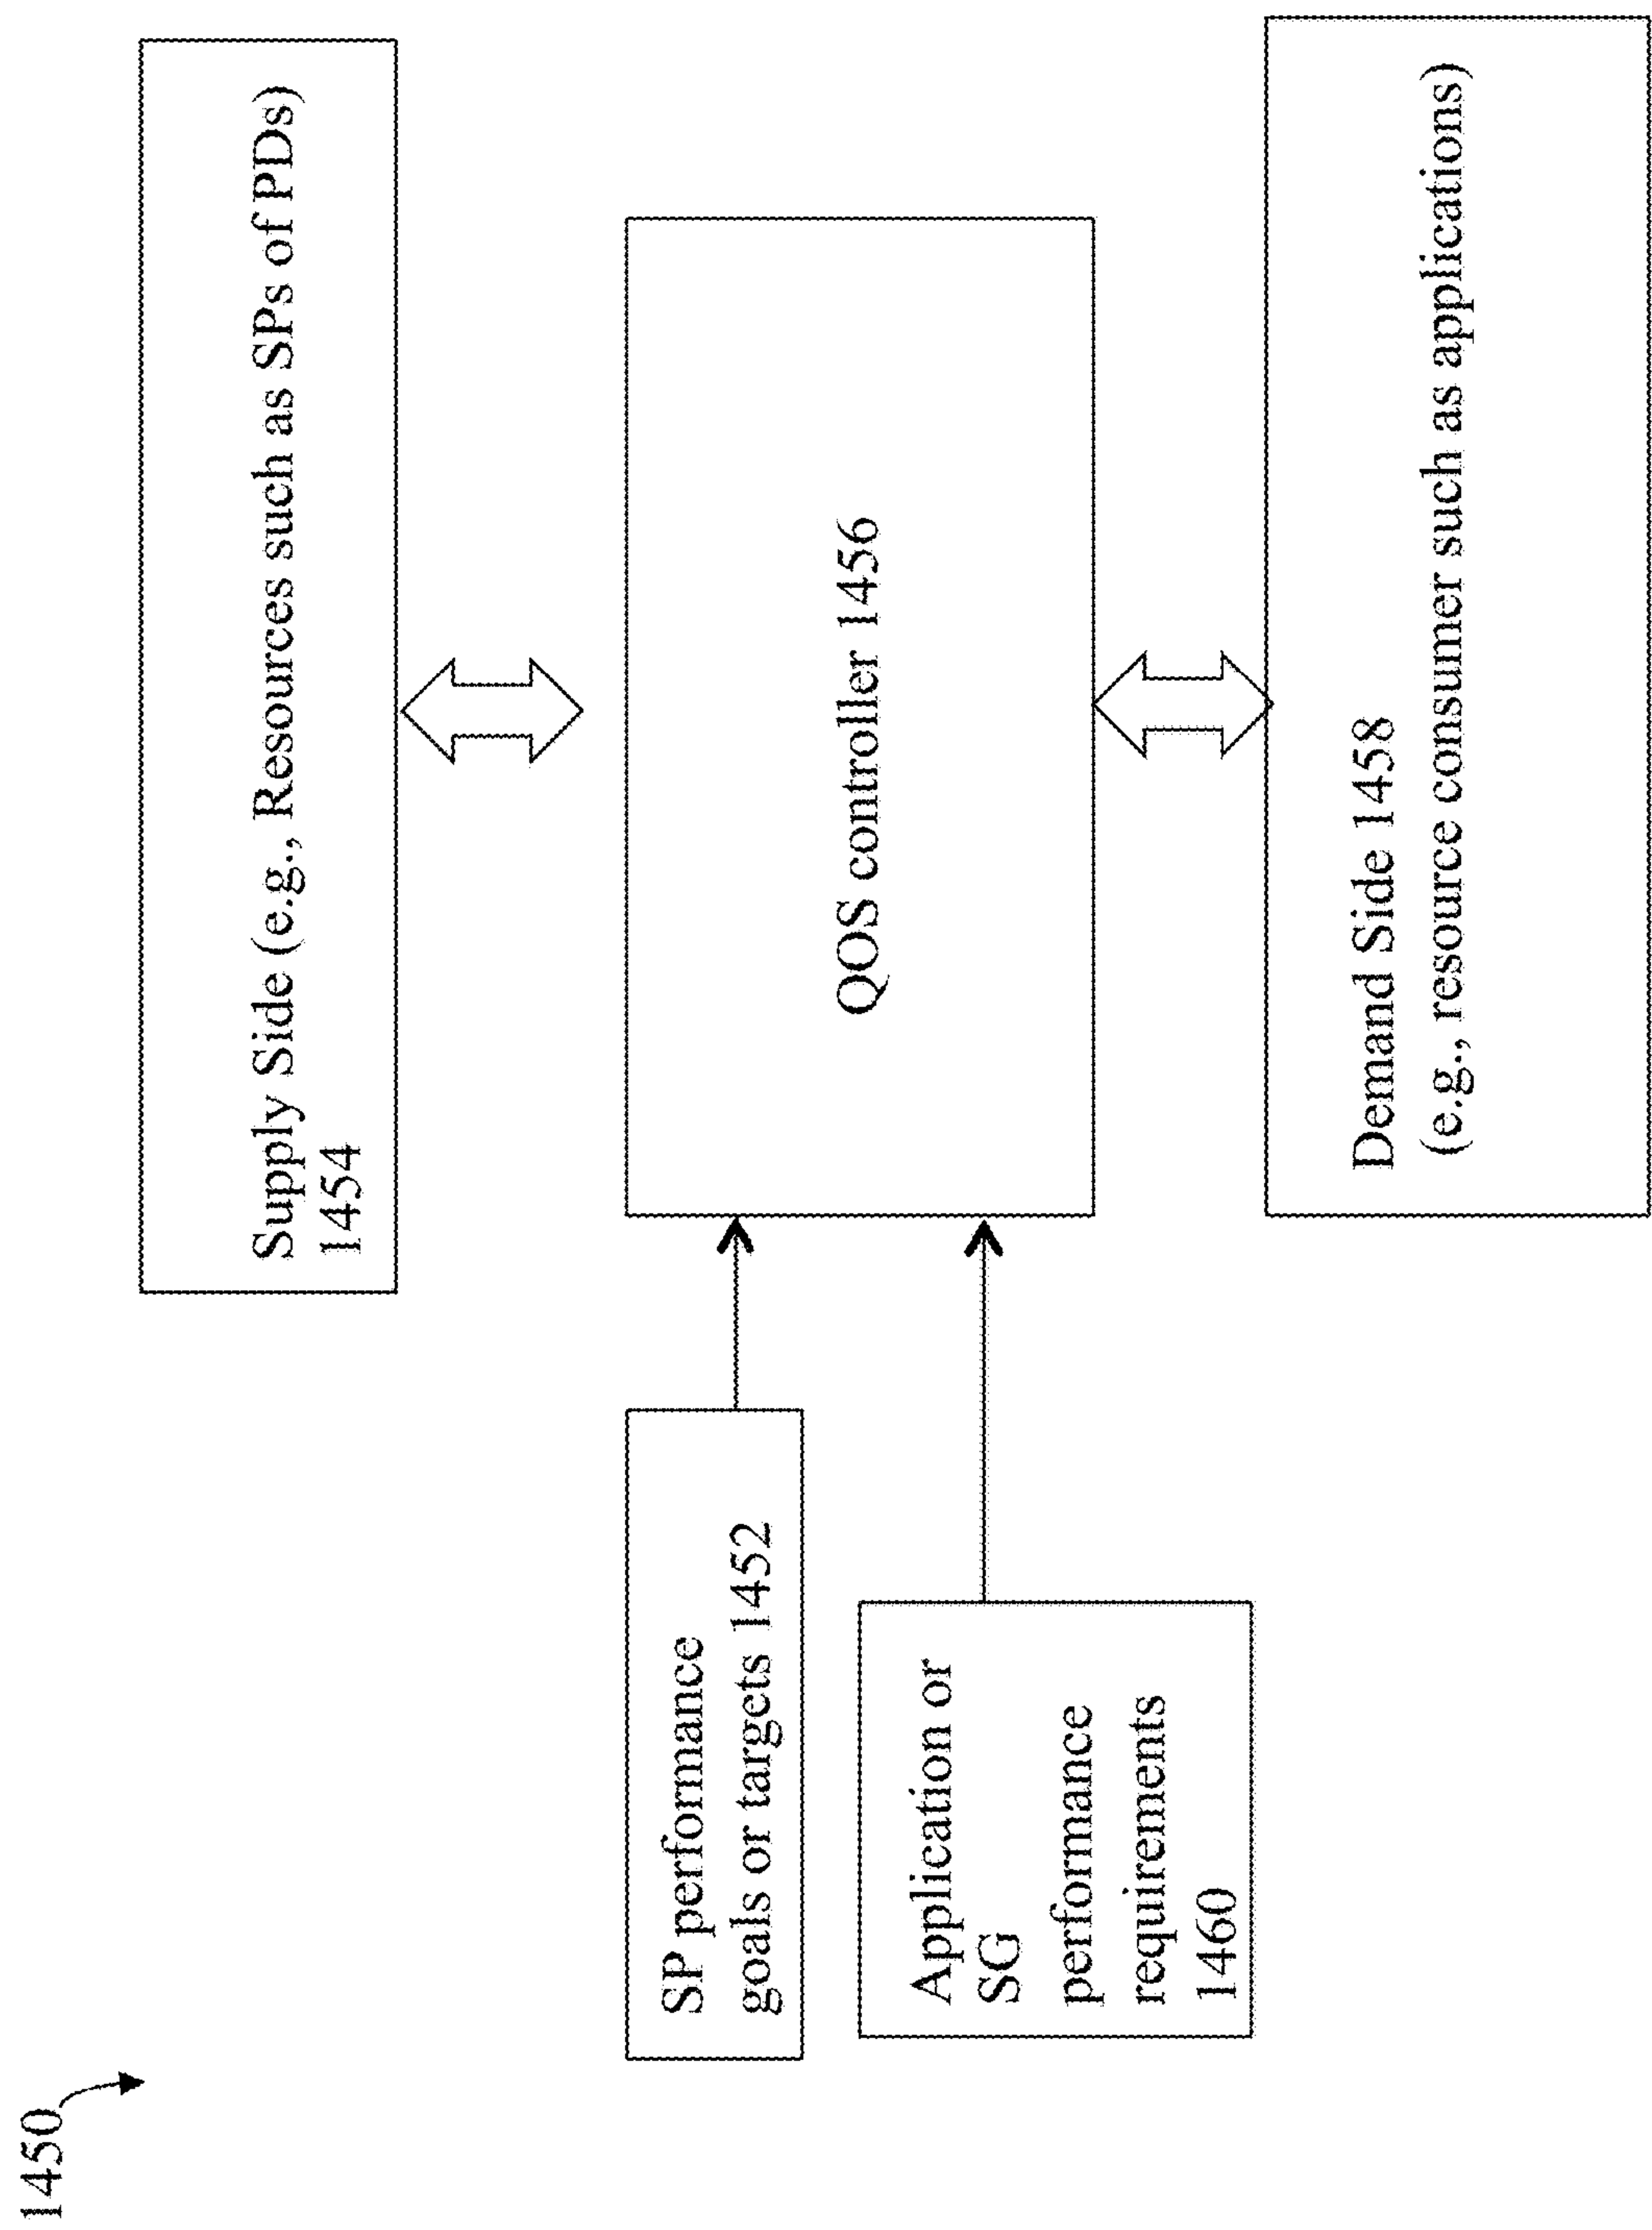 1450
Supply Side (e.g., Resources such as SPs of PDs)
1454
SP performance
goals or targets 1452
QOS controller 1456
Application or
SG
performance
requirements
1460
Demand Side 1458
(e.g., resource consumer such as applications)